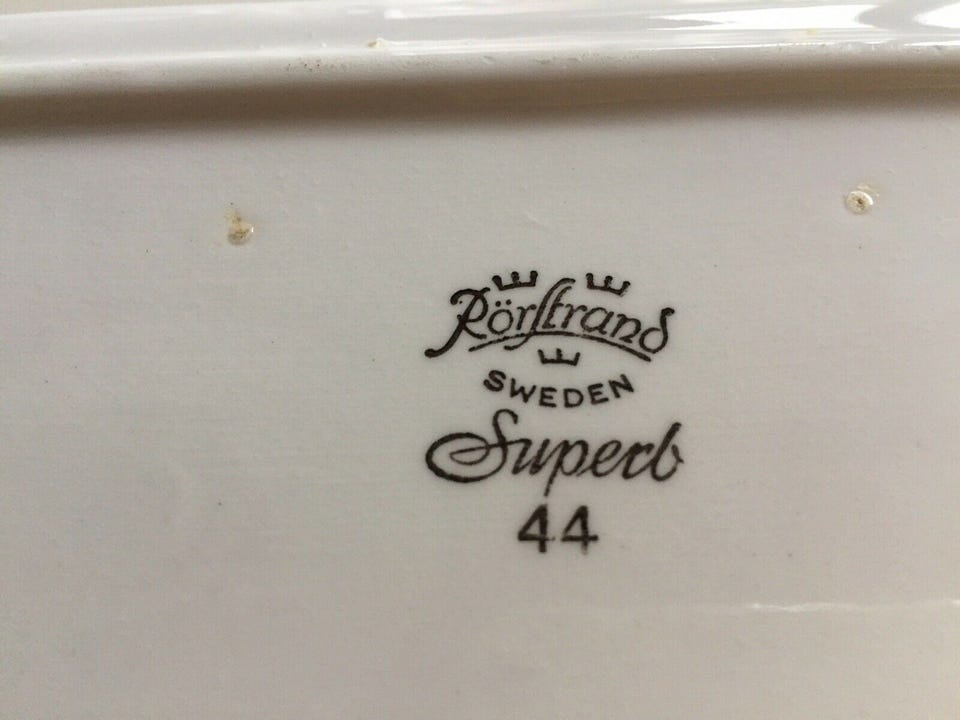 Rörstrand
SWEDEN
Superb
44